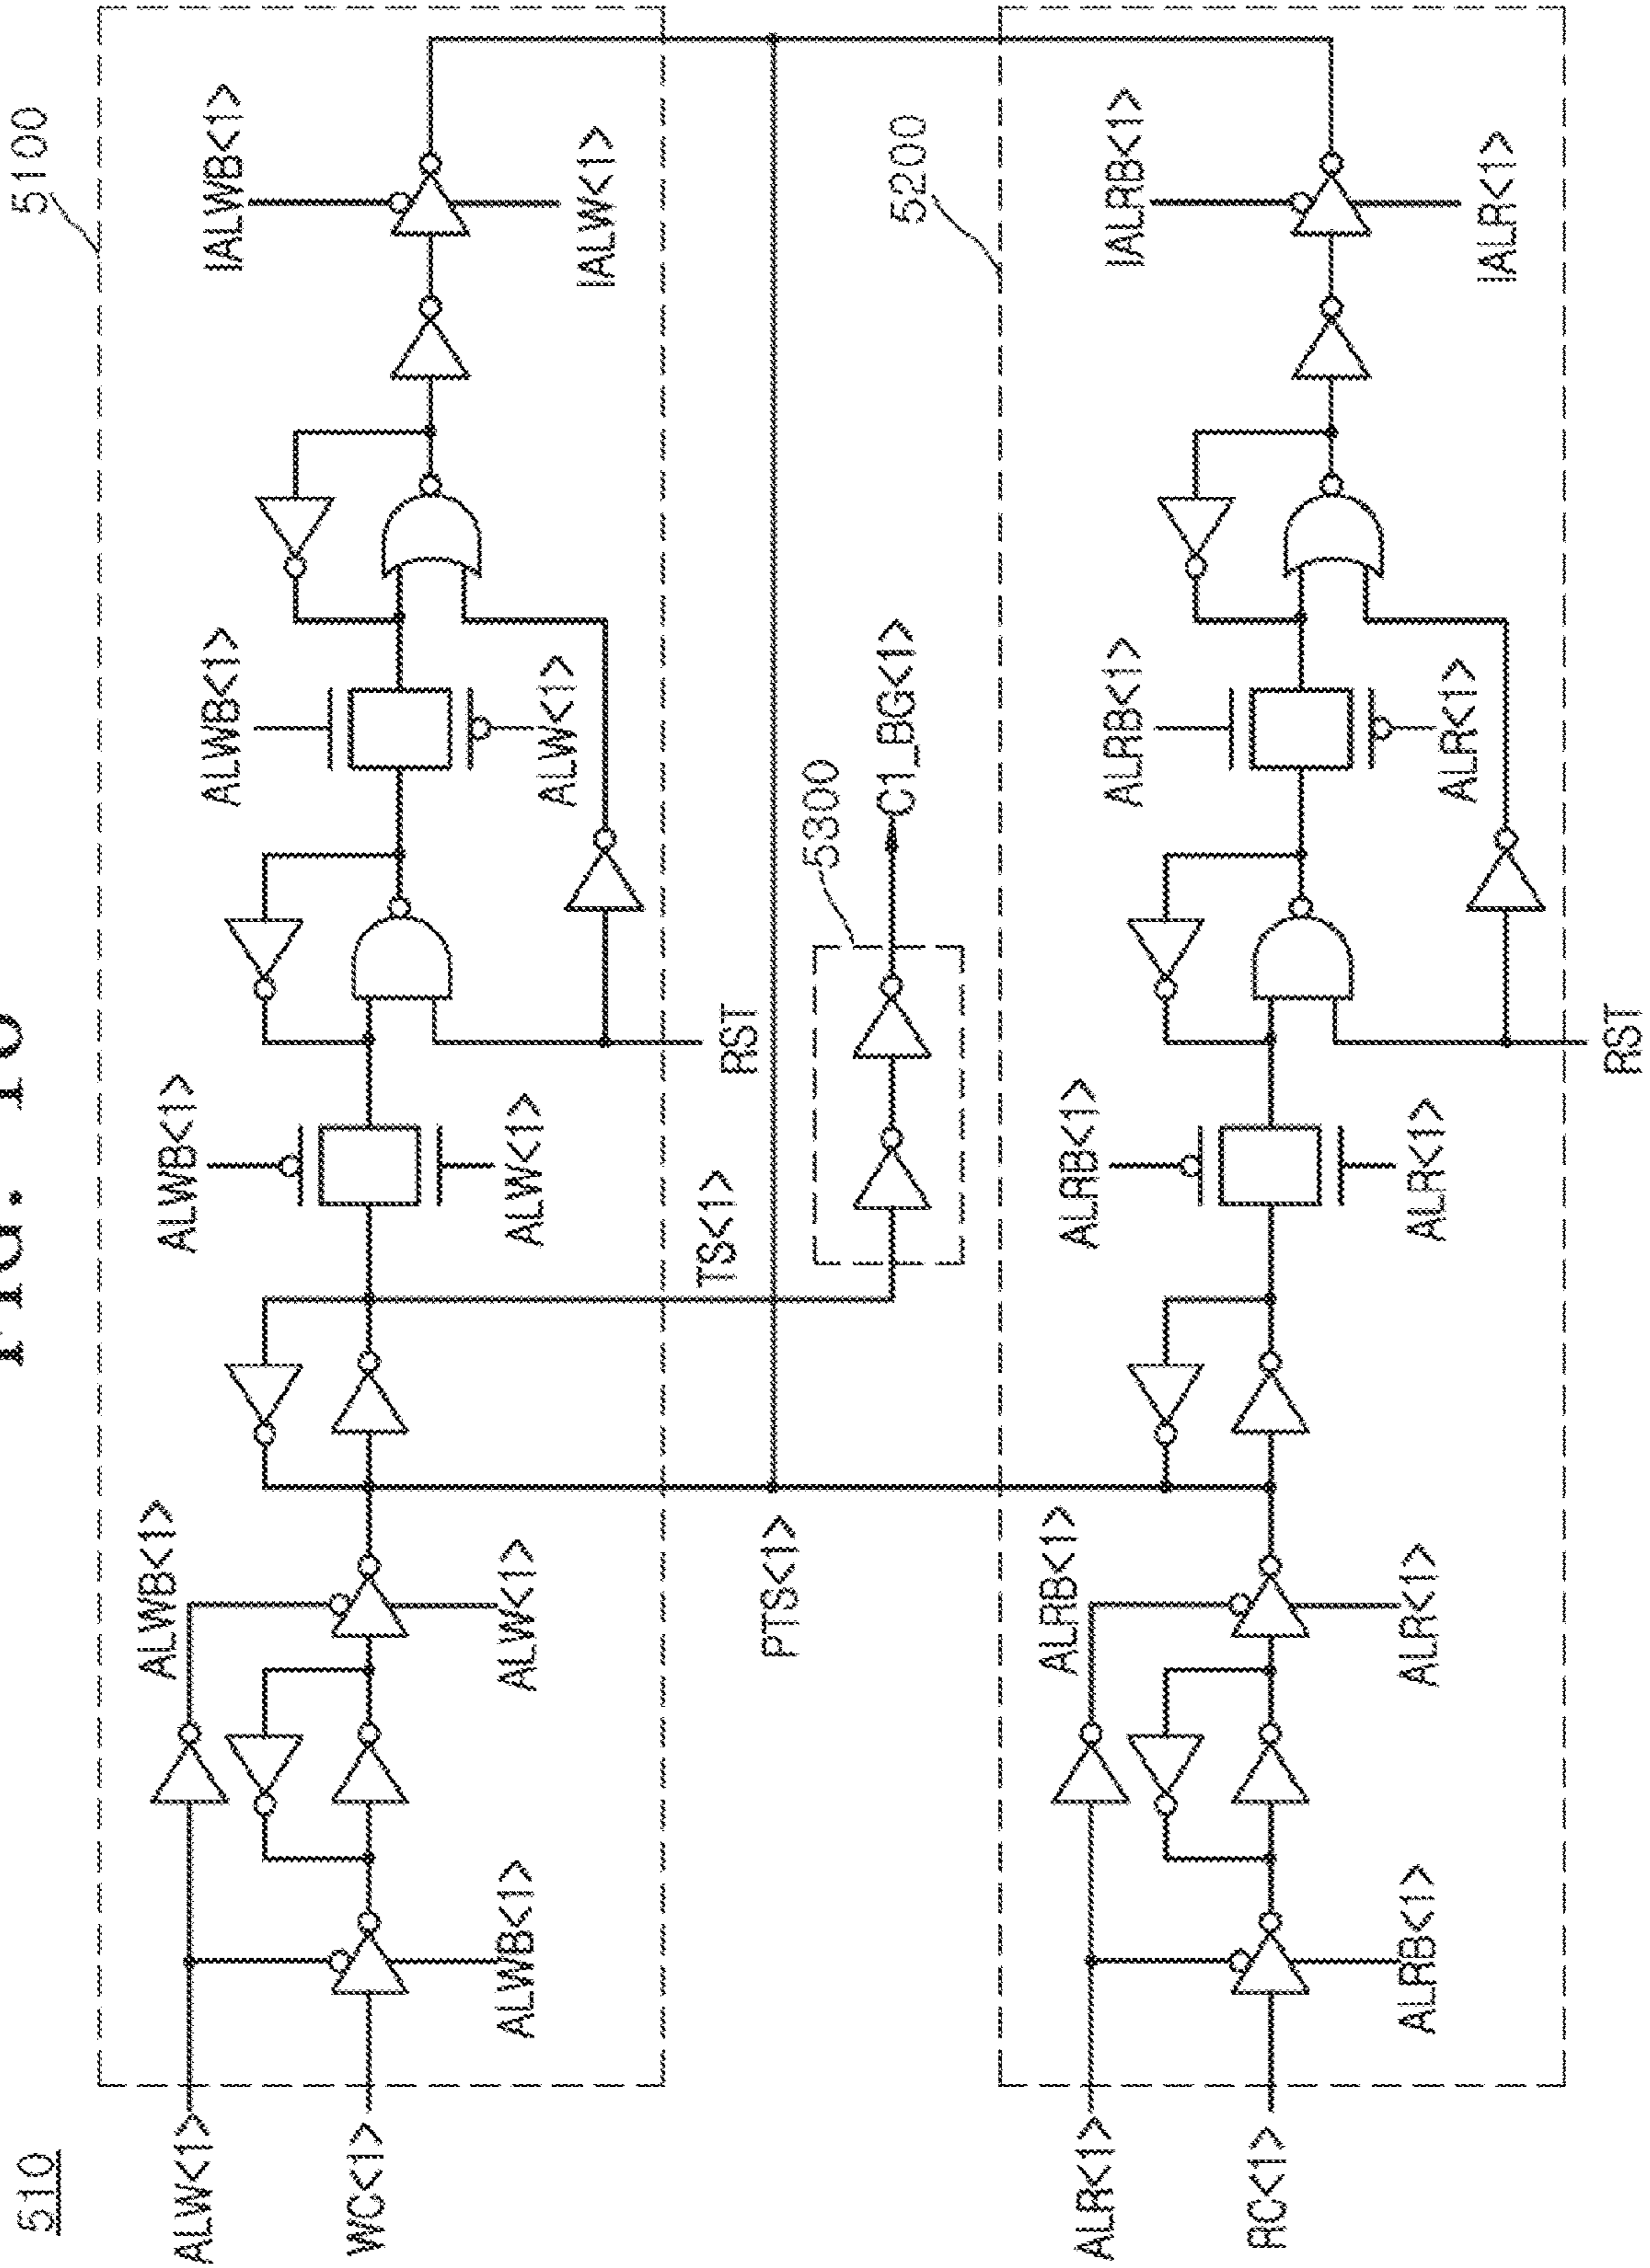 FIG. 10
510
5100
ALW<1>
WC<1>
ALWB<1>
ALWB<1>
ALW<1>
ALWB<1>
ALW<1>
ALWB<1>
ALW<1>
IALWB<1>
IALW<1>
RST
TS<1>
PTS<1>
5300
C1_BG<1>
5200
ALR<1>
RC<1>
ALRB<1>
ALRB<1>
ALR<1>
ALRB<1>
ALR<1>
ALRB<1>
ALR<1>
IALRB<1>
IALR<1>
RST